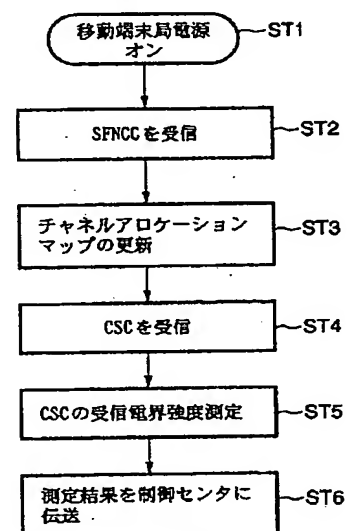 移動端末局電源
オン
ST1
SFNCCを受信
ST2
チャネルアロケーション
マップの更新
ST3
CSCを受信
ST4
CSCの受信電界強度測定
ST5
測定結果を制御センタに
伝送
ST6